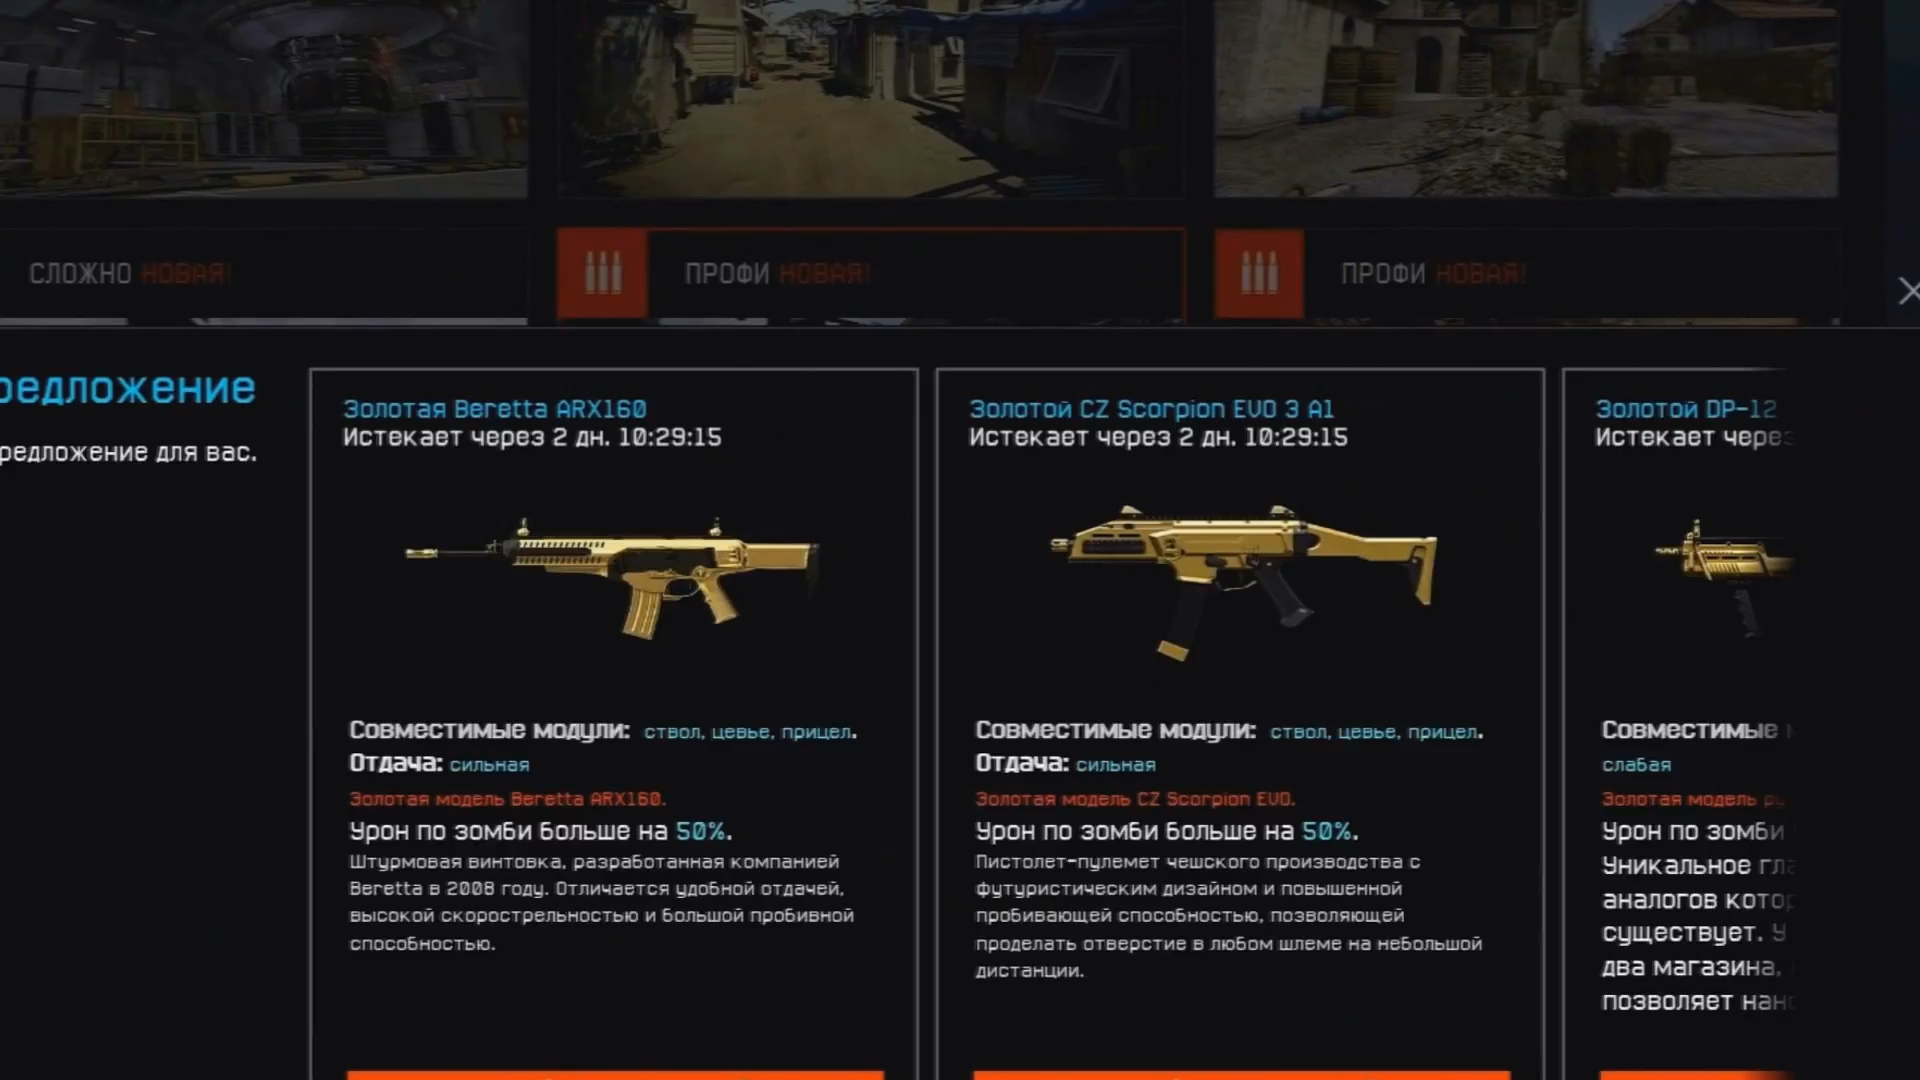 СЛОЖНО НОВАЯ!
ПРОФИ НОВАЯ!
ПРОФИ НОВАЯ!
редложение
редложение для вас.
Золотая Beretta ARX160
Истекает через 2 дн. 10:29:15
Совместимые модули: ствол, цевье, прицел.
Отдача: сильная
Золотая модель Beretta ARX160.
Урон по зомби больше на 50%.
Штурмовая винтовка, разработанная компанией
Beretta в 2008 году. Отличается удобной отдачей,
высокой скорострельностью и большой пробивной
способностью.
Золотой CZ Scorpion EVO 3 A1
Истекает через 2 дн. 10:29:15
Совместимые модули: ствол, цевье, прицел.
Отдача: сильная
Золотая модель CZ Scorpion EVO.
Урон по зомби больше на 50%.
Пистолет-пулемет чешского производства с
футуристическим дизайном и повышенной
пробивающей способностью, позволяющей
проделать отверстие в любом шлеме на небольшой
дистанции.
Золотой DP-12
Истекает через
Совместимые
слабая
Золотая модель
Урон по зомби
Уникальное гла
аналогов кото
существует. У
два магазина,
позволяет нано